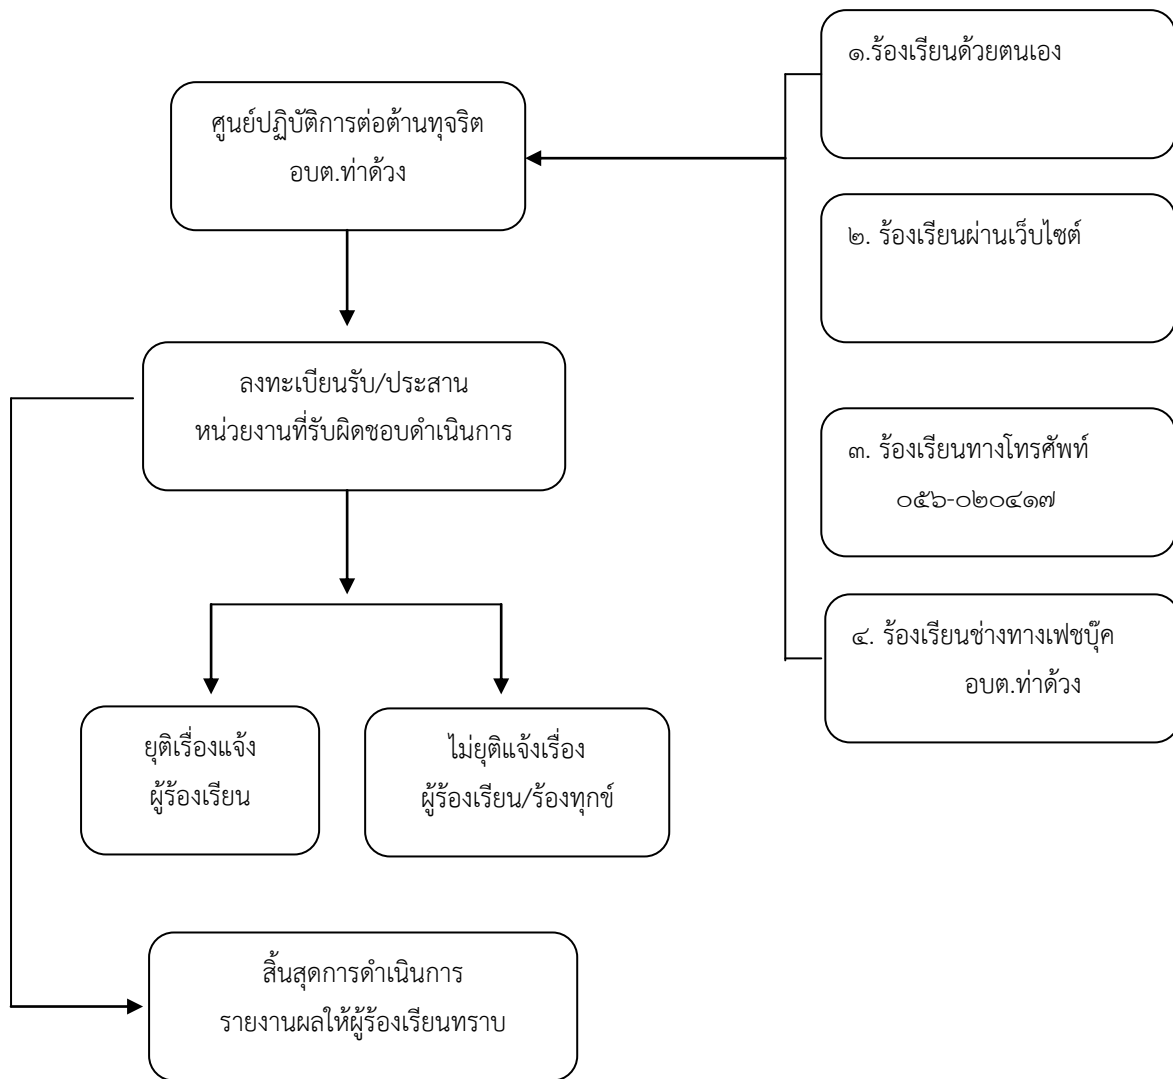 ๑.ร้องเรียนด้วยตนเอง
ศูนย์ปฏิบัติการต่อต้านทุจริต
อบต.ท่าด้วง
๒. ร้องเรียนผ่านเว็บไซต์
ลงทะเบียนรับ/ประสาน
หน่วยงานที่รับผิดชอบดำเนินการ
๓. ร้องเรียนทางโทรศัพท์
๐๕๖-๐๒๐๔๑๗
๔. ร้องเรียนช่างทางเฟชบุ๊ค
อบต.ท่าด้วง
ยุติเรื่องแจ้ง
ผู้ร้องเรียน
ไม่ยุติแจ้งเรื่อง
ผู้ร้องเรียน/ร้องทุกข์
สิ้นสุดการดำเนินการ
รายงานผลให้ผู้ร้องเรียนทราบ